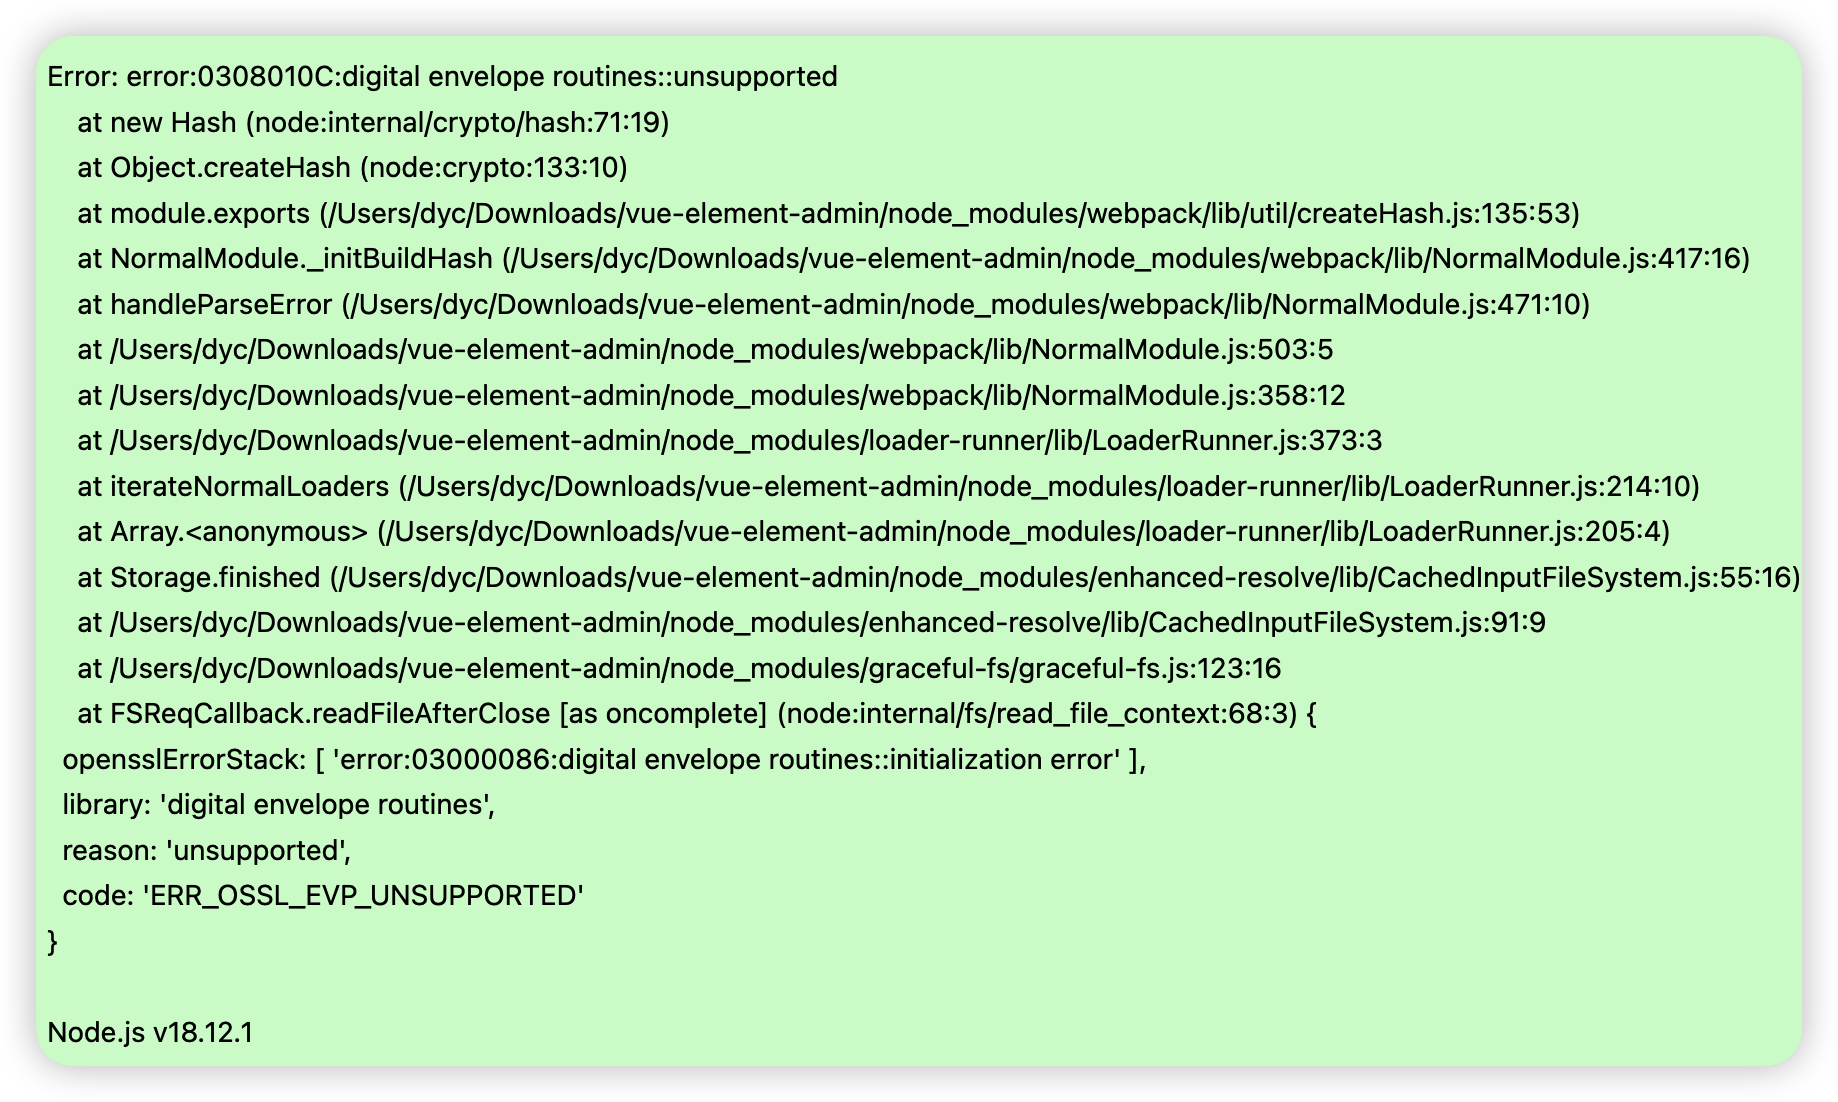 Error: error:0308010C:digital envelope routines::unsupported
at new Hash (node:internal/crypto/hash:71:19)
at Object.createHash (node:crypto:133:10)
at module.exports (/Users/dyc/Downloads/vue-element-admin/node_modules/webpack/lib/util/createHash.js:135:53)
at NormalModule._initBuildHash (/Users/dyc/Downloads/vue-element-admin/node_modules/webpack/lib/NormalModule.js:417:16)
at handleParseError (/Users/dyc/Downloads/vue-element-admin/node_modules/webpack/lib/NormalModule.js:471:10)
at /Users/dyc/Downloads/vue-element-admin/node_modules/webpack/lib/NormalModule.js:503:5
at /Users/dyc/Downloads/vue-element-admin/node_modules/webpack/lib/NormalModule.js:358:12
at /Users/dyc/Downloads/vue-element-admin/node_modules/loader-runner/lib/LoaderRunner.js:373:3
at iterateNormalLoaders (/Users/dyc/Downloads/vue-element-admin/node_modules/loader-runner/lib/LoaderRunner.js:214:10)
at Array.<anonymous> (/Users/dyc/Downloads/vue-element-admin/node_modules/loader-runner/lib/LoaderRunner.js:205:4)
at Storage.finished (/Users/dyc/Downloads/vue-element-admin/node_modules/enhanced-resolve/lib/CachedInputFileSystem.js:55:16)
at /Users/dyc/Downloads/vue-element-admin/node_modules/enhanced-resolve/lib/CachedInputFileSystem.js:91:9
at /Users/dyc/Downloads/vue-element-admin/node_modules/graceful-fs/graceful-fs.js:123:16
at FSReqCallback.readFileAfterClose [as oncomplete] (node:internal/fs/read_file_context:68:3) {
opensslErrorStack: [ 'error:03000086:digital envelope routines::initialization error' ],
library: 'digital envelope routines',
reason: 'unsupported',
code: 'ERR_OSSL_EVP_UNSUPPORTED'
}
Node.js v18.12.1